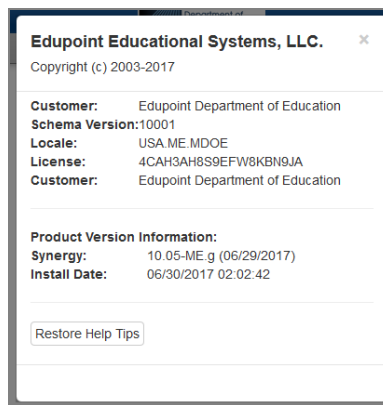 Department of
Edupoint Educational Systems, LLC. ×
Copyright (c) 2003-2017
Customer: Edupoint Department of Education
Schema Version:10001
Locale: USA.ME.MDOE
License: 4CAH3AH8S9EFW8KBN9JA
Customer: Edupoint Department of Education
Product Version Information:
Synergy: 10.05-ME.g (06/29/2017)
Install Date: 06/30/2017 02:02:42
Restore Help Tips